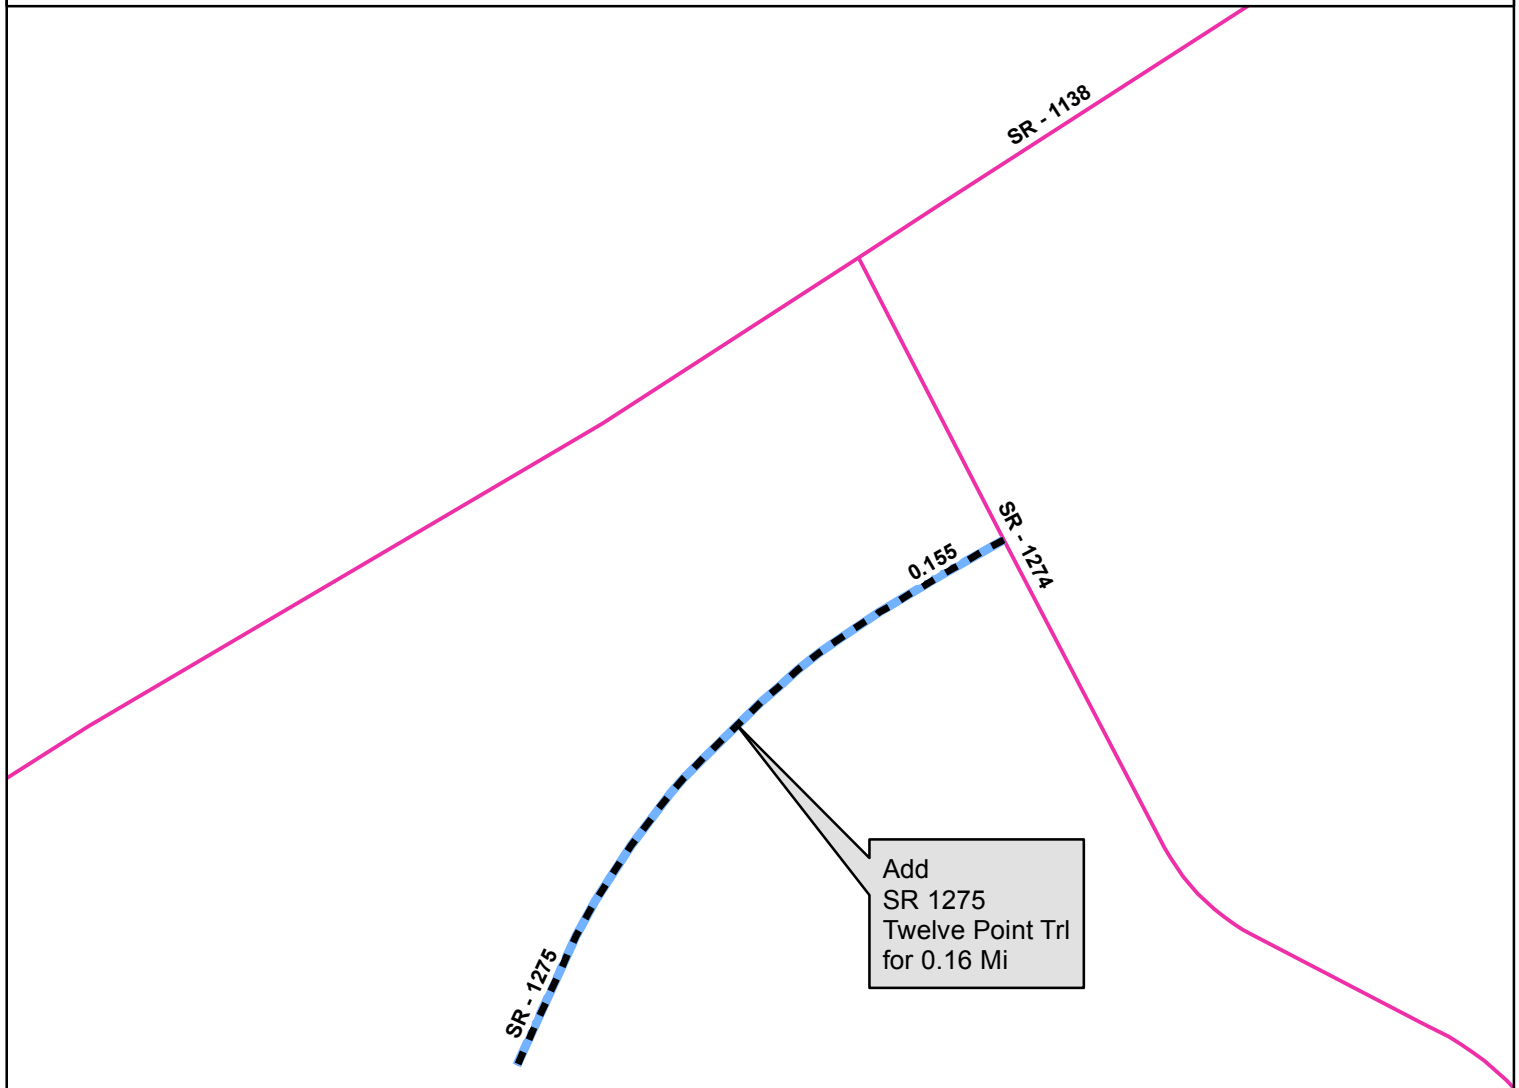 SR - 1138
SR - 1274
0.155
Add
SR 1275
Twelve Point Trl
for 0.16 Mi
SR - 1275